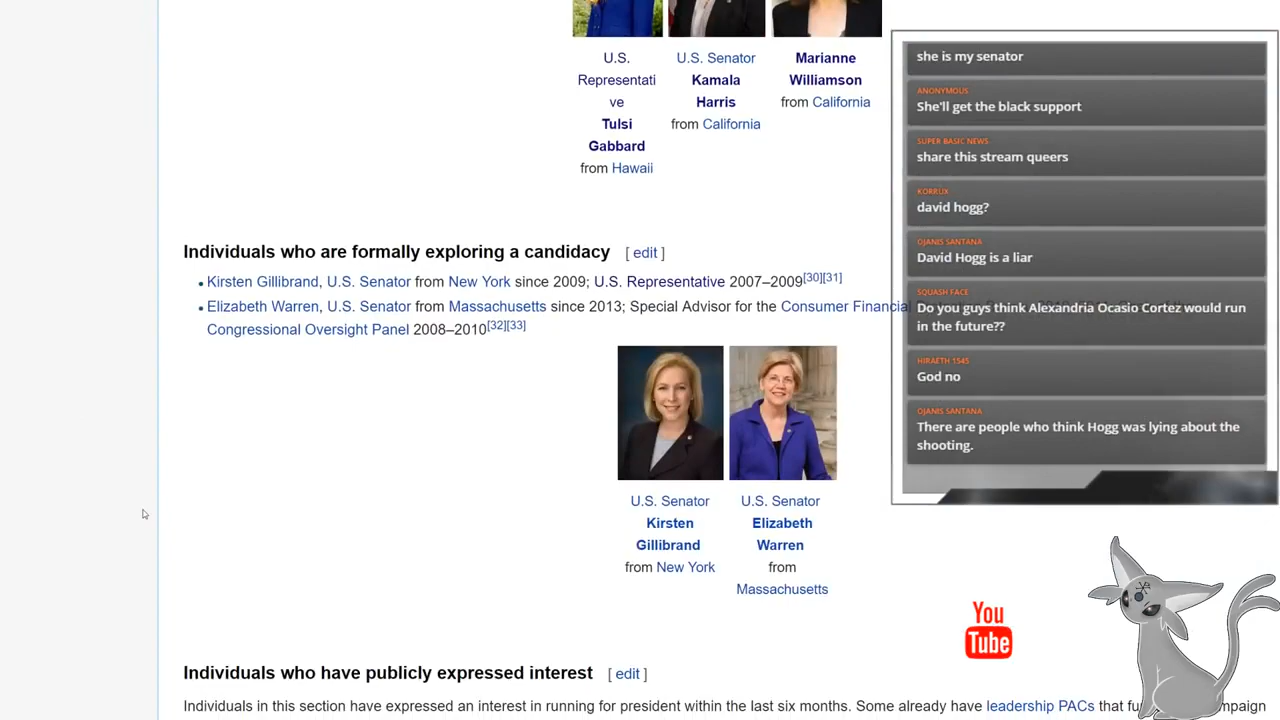 U.S.
Representati
ve
Tulsi
Gabbard
from Hawaii
U.S. Senator
Kamala
Harris
from California
Marianne
Williamson
from California
Individuals who are formally exploring a candidacy [ edit ]
Kirsten Gillibrand, U.S. Senator from New York since 2009; U.S. Representative 2007–2009[30][31]
Elizabeth Warren, U.S. Senator from Massachusetts since 2013; Special Advisor for the Consumer Financial
Congressional Oversight Panel 2008–2010[32][33]
U.S. Senator
Kirsten
Gillibrand
from New York
U.S. Senator
Elizabeth
Warren
from
Massachusetts
Individuals who have publicly expressed interest [ edit ]
Individuals in this section have expressed an interest in running for president within the last six months. Some already have leadership PACs that
she is my senator
ANONYMOUS
She'll get the black support
SUPER BASIC NEWS
share this stream queers
KORBUX
david hogg?
OJANIS SANTANA
David Hogg is a liar
SQUASH FACE
Do you guys think Alexandria Ocasio Cortez would run
in the future??
HIRAETH 1545
God no
OJANIS SANTANA
There are people who think Hogg was lying about the
shooting.
You
Tube